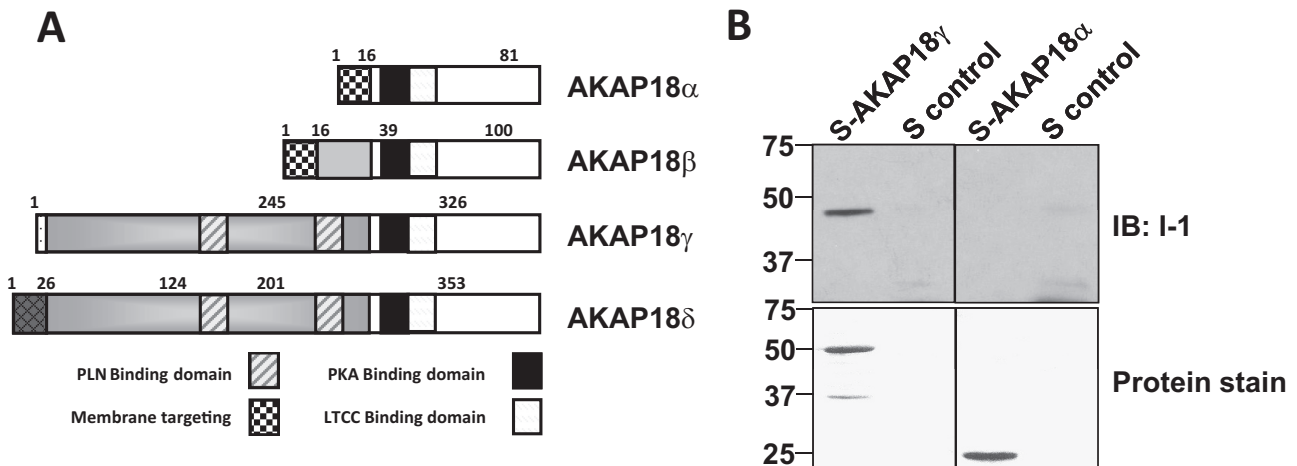 A
1 16 81
AKAP18α
1 16 39 100
AKAP18β
1 245 326
AKAP18γ
1 26 124 201 353
AKAP18δ
PLN Binding domain
PKA Binding domain
Membrane targeting
LTCC Binding domain
B
S-AKAP18γ
S control
S-AKAP18α
S control
75
50
37
IB: I-1
75
50
37
25
Protein stain